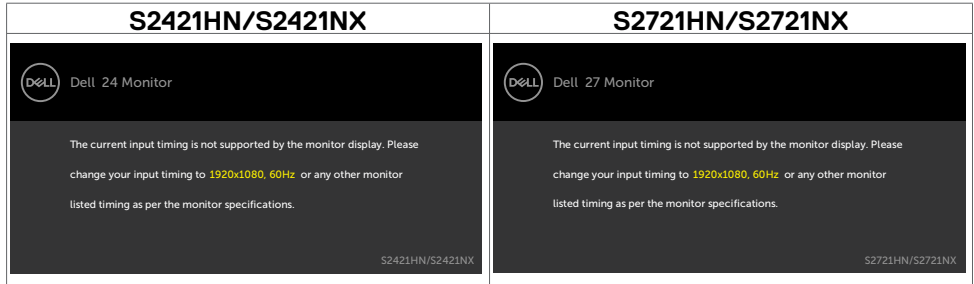 S2421HN/S2421NX
S2721HN/S2721NX
DELL Dell 24 Monitor
The current input timing is not supported by the monitor display. Please
change your input timing to 1920x1080, 60Hz or any other monitor
listed timing as per the monitor specifications.
S2421HN/S2421NX
DELL Dell 27 Monitor
The current input timing is not supported by the monitor display. Please
change your input timing to 1920x1080, 60Hz or any other monitor
listed timing as per the monitor specifications.
S2721HN/S2721NX